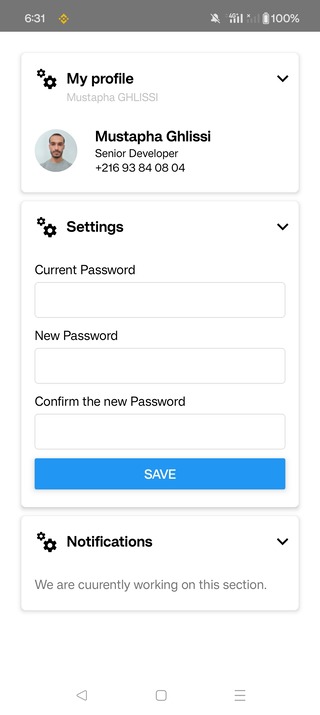 6:31
100%
My profile
Mustapha GHLISSI
Mustapha Ghlissi
Senior Developer
+216 93 84 08 04
Settings
Current Password
New Password
Confirm the new Password
SAVE
Notifications
We are cuurently working on this section.